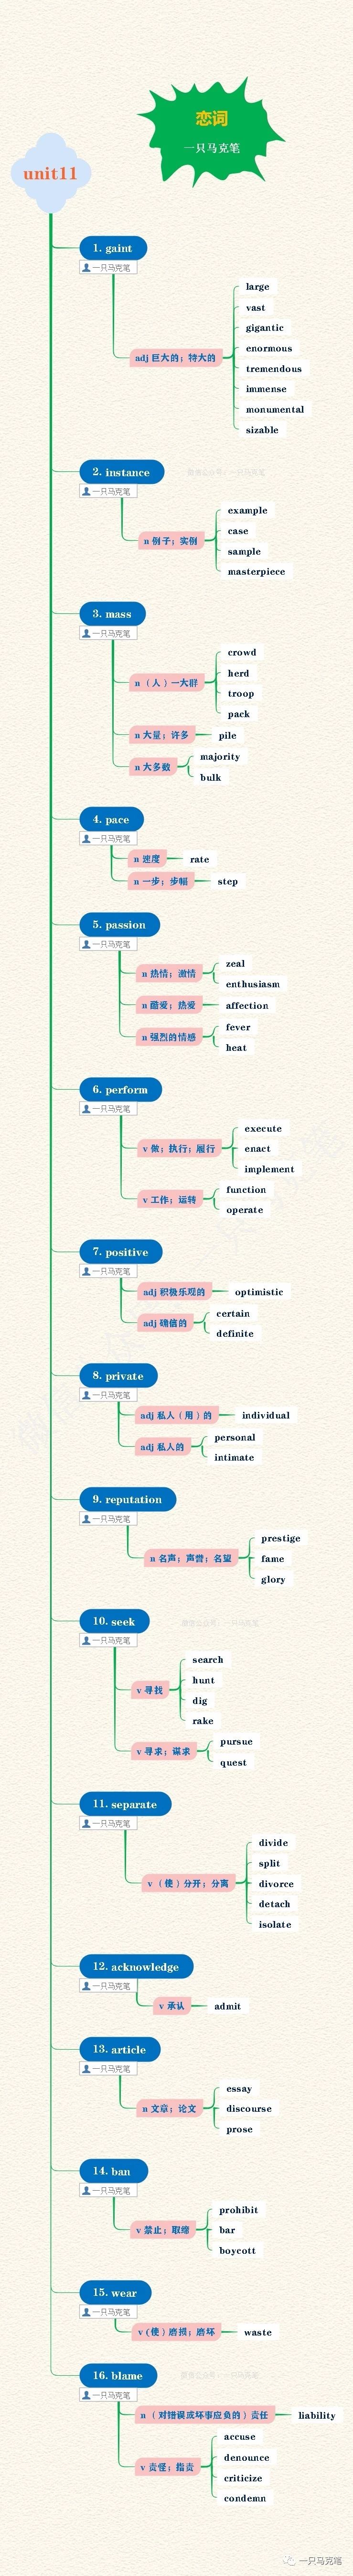 恋词
一只马克笔
unit11
1. gaint
一只马克笔
adj 巨大的；特大的
large
vast
gigantic
enormous
tremendous
immense
monumental
sizable
2. instance
一只马克笔
n 例子；实例
example
case
sample
masterpiece
3. mass
一只马克笔
n （人）一大群
crowd
herd
troop
pack
n 大量；许多
pile
n 大多数
majority
bulk
4. pace
一只马克笔
n 速度
rate
n 一步；步幅
step
5. passion
一只马克笔
n 热情；激情
zeal
enthusiasm
n 酷爱；热爱
affection
n 强烈的情感
fever
heat
6. perform
一只马克笔
v 做；执行；履行
execute
enact
implement
v 工作；运转
function
operate
7. positive
一只马克笔
adj 积极乐观的
optimistic
adj 确信的
certain
definite
8. private
一只马克笔
adj 私人（用）的
individual
adj 私人的
personal
intimate
9. reputation
一只马克笔
n 名声；声誉；名望
prestige
fame
glory
10. seek
一只马克笔
v 寻找
search
hunt
dig
rake
v 寻求；谋求
pursue
quest
11. separate
一只马克笔
v （使）分开；分离
divide
split
divorce
detach
isolate
12. acknowledge
一只马克笔
v 承认
admit
13. article
一只马克笔
n 文章；论文
essay
discourse
prose
14. ban
一只马克笔
v 禁止；取缔
prohibit
bar
boycott
15. wear
一只马克笔
v (使）磨损；磨坏
waste
16. blame
一只马克笔
n （对错误或坏事应负的）责任
liability
v 责怪；指责
accuse
denounce
criticize
condemn
一只马克笔